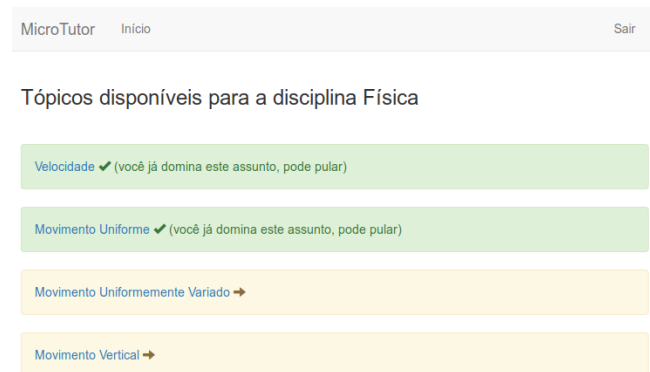 MicroTutor Início Sair
Tópicos disponíveis para a disciplina Física
Velocidade ✔ (você já domina este assunto, pode pular)
Movimento Uniforme ✔ (você já domina este assunto, pode pular)
Movimento Uniformemente Variado ➜
Movimento Vertical ➜